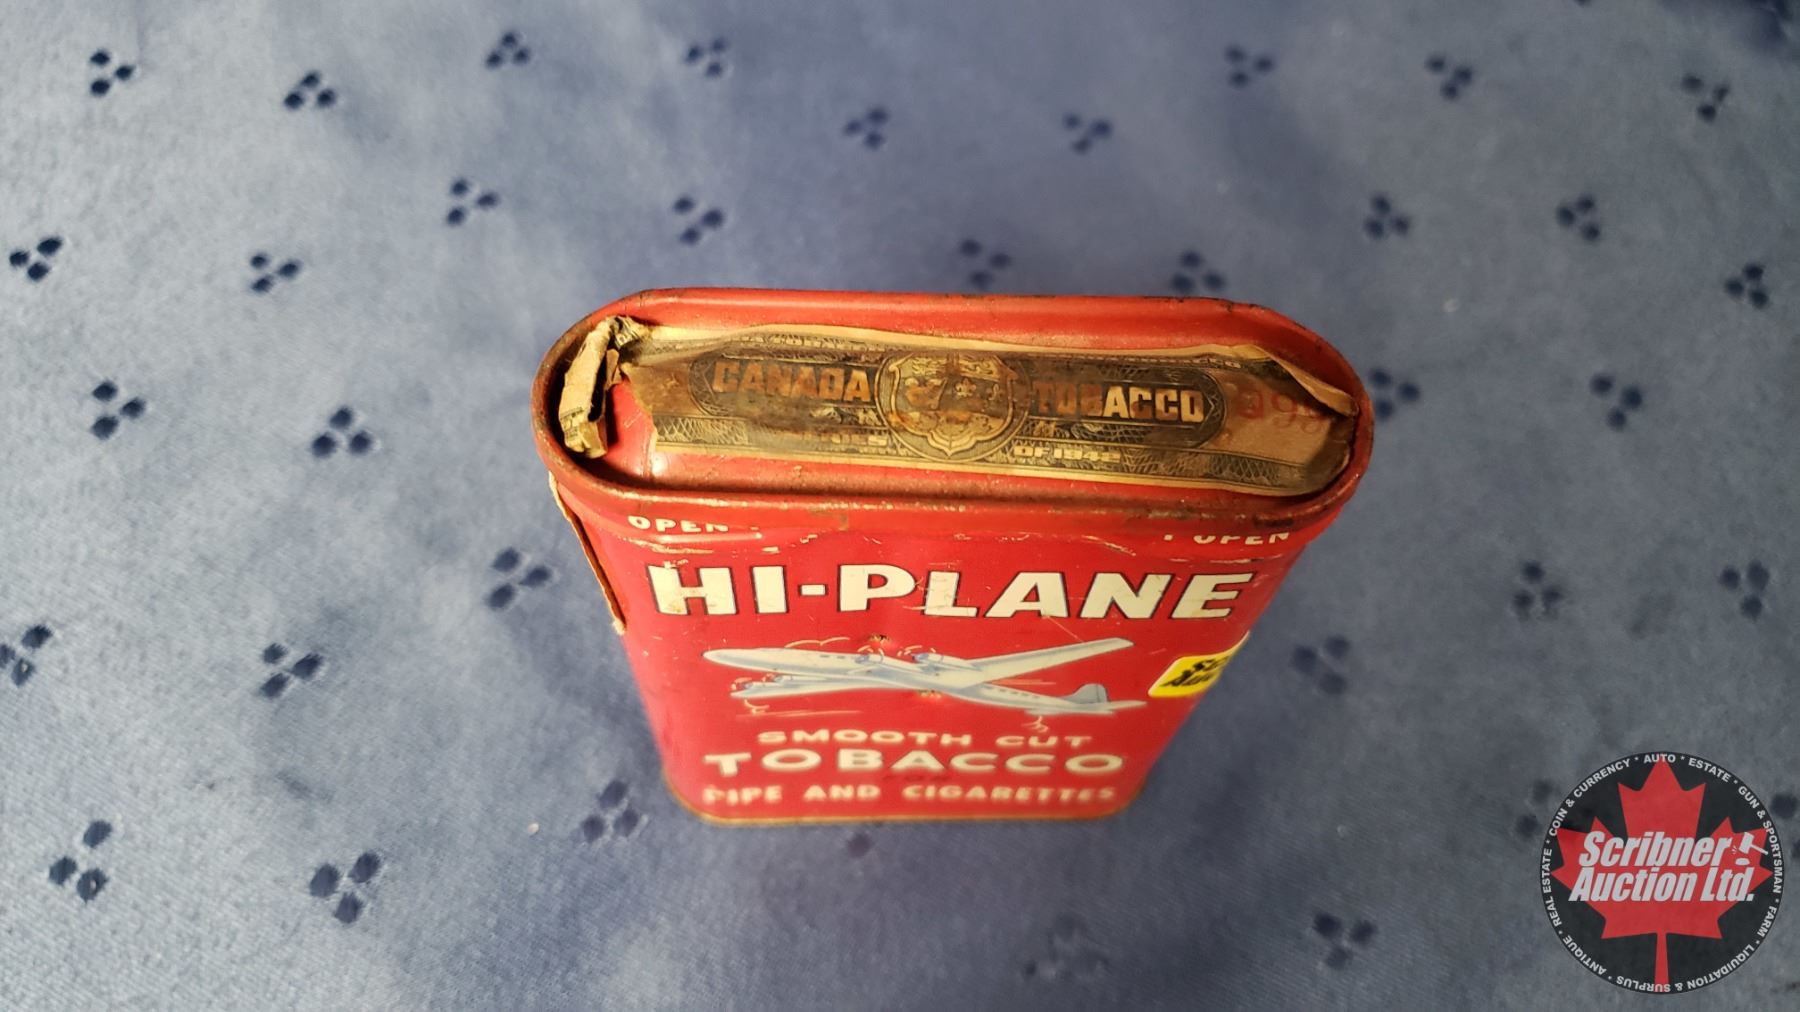 CANADA TOBACCO
OF 1942
OPEN OPEN
HI-PLANE
SMOOTH CUT
TOBACCO
PIPE AND CIGARETTES
Scribner
Auction Ltd.
REAL ESTATE * COIN & CURRENCY * AUTO * ESTATE * GUN & SPORTSMAN * FARM * LIQUIDATION & SURPLUS * ANTIQUE *